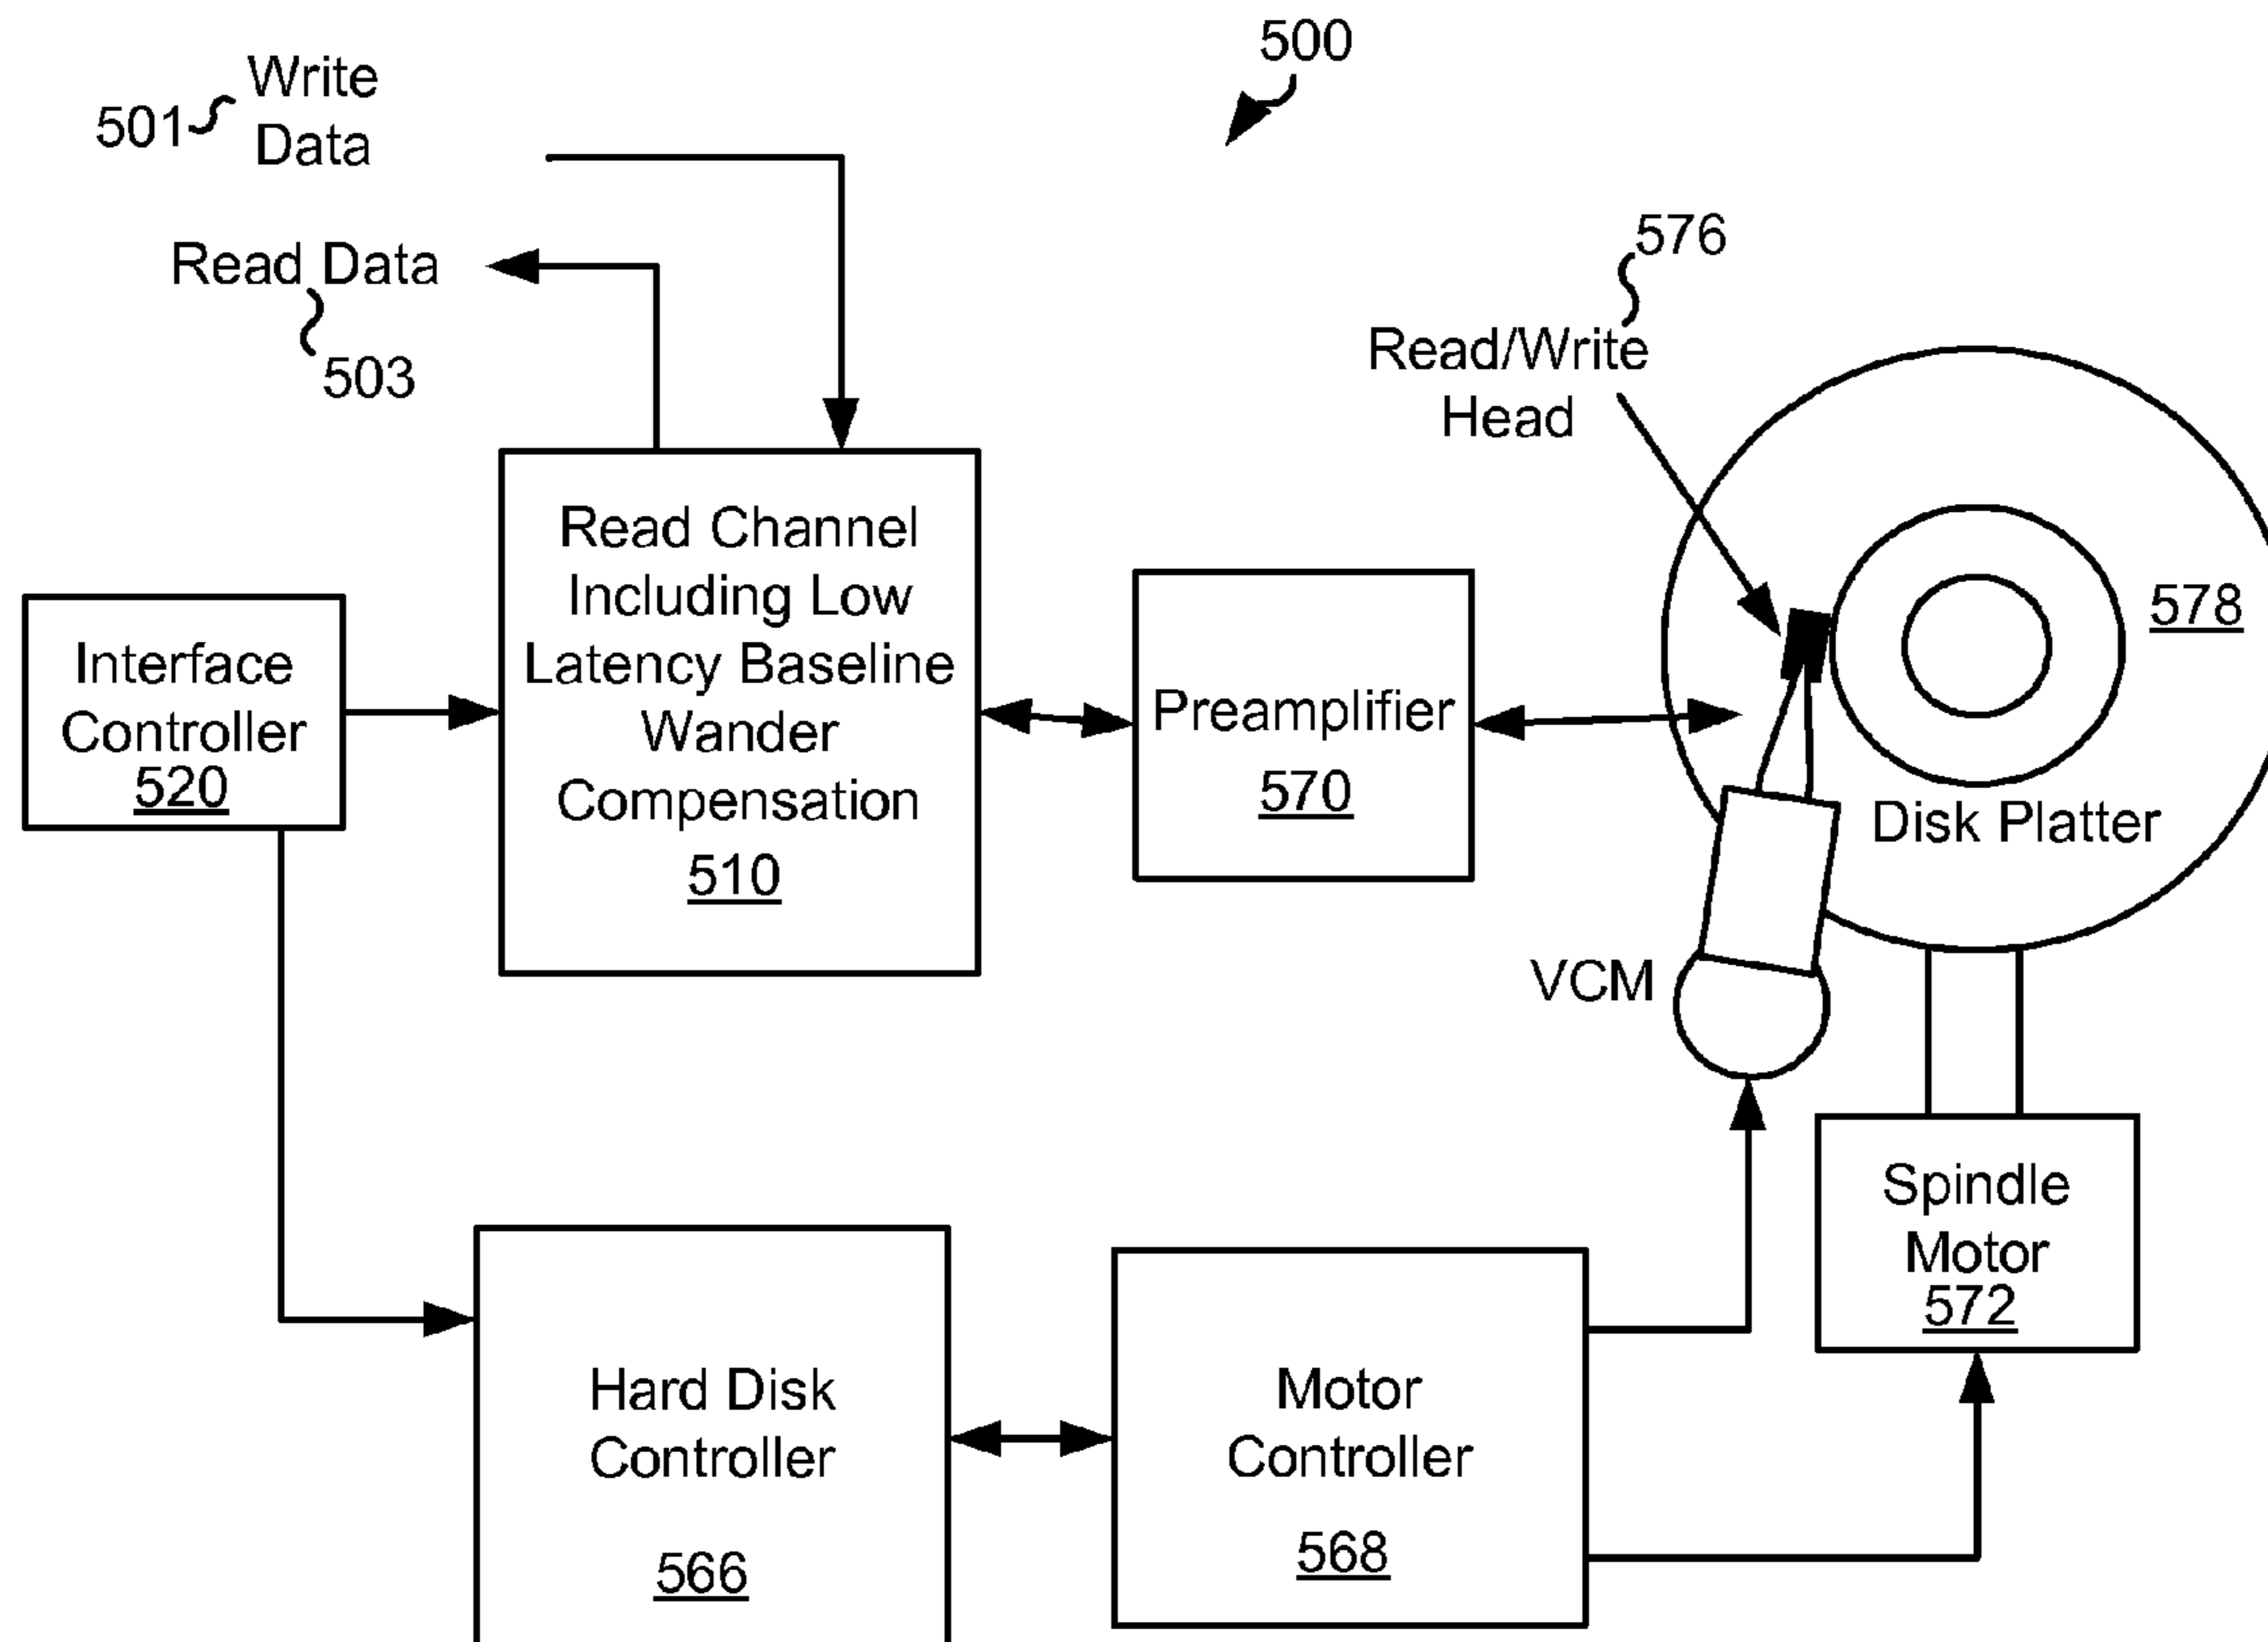 500
Write
501
Data
Read Data
503
576
Read/Write
Head
Read Channel
Including Low
Latency Baseline
Wander
Compensation
510
Interface
Controller
520
Preamplifier
570
578
Disk Platter
VCM
Spindle
Motor
572
Hard Disk
Controller
566
Motor
Controller
568